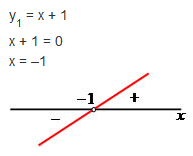 y₁ = x + 1
x + 1 = 0
x = –1
–1 +
– x